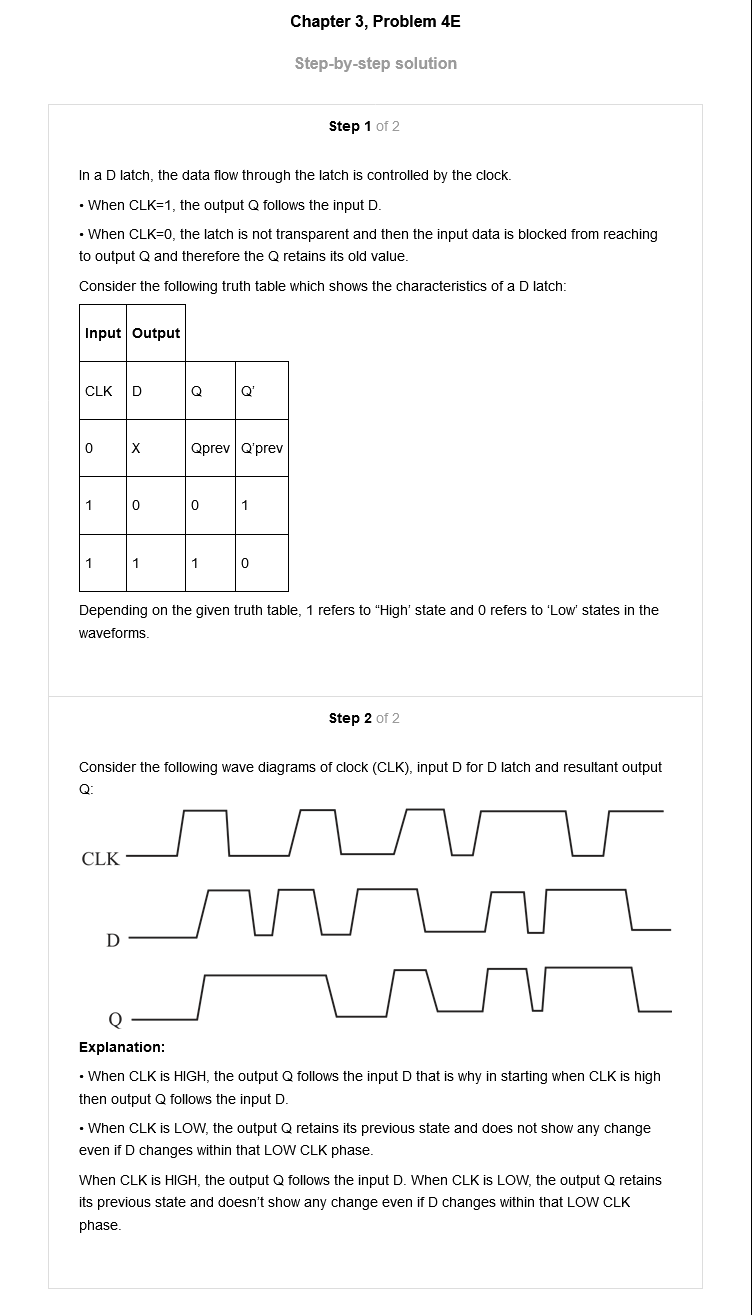 Chapter 3, Problem 4E
Step-by-step solution
Step 1 of 2
In a D latch, the data flow through the latch is controlled by the clock.
• When CLK=1, the output Q follows the input D.
• When CLK=0, the latch is not transparent and then the input data is blocked from reaching
to output Q and therefore the Q retains its old value.
Consider the following truth table which shows the characteristics of a D latch:
Input Output
CLK D Q Q'
0 X Qprev Q'prev
1 0 0 1
1 1 1 0
Depending on the given truth table, 1 refers to “High’ state and 0 refers to ‘Low’ states in the
waveforms.
Step 2 of 2
Consider the following wave diagrams of clock (CLK), input D for D latch and resultant output
Q:
CLK
D
Q
Explanation:
• When CLK is HIGH, the output Q follows the input D that is why in starting when CLK is high
then output Q follows the input D.
• When CLK is LOW, the output Q retains its previous state and does not show any change
even if D changes within that LOW CLK phase.
When CLK is HIGH, the output Q follows the input D. When CLK is LOW, the output Q retains
its previous state and doesn’t show any change even if D changes within that LOW CLK
phase.